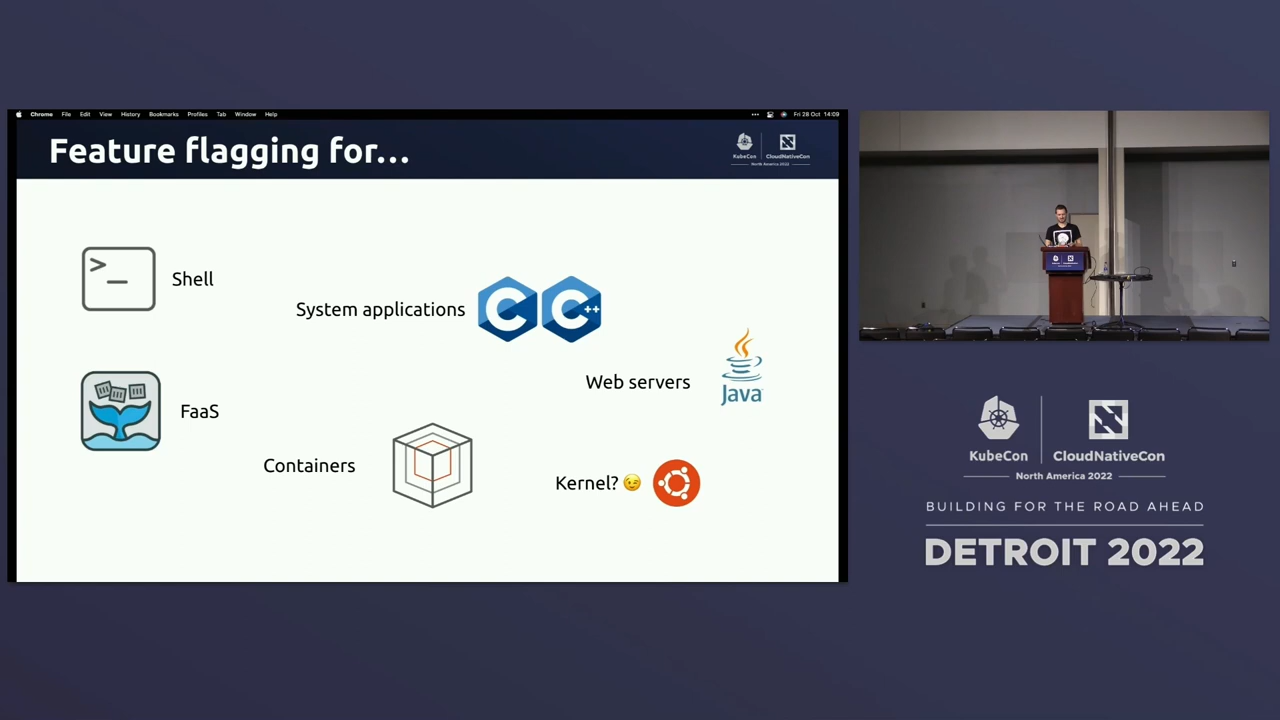 Chrome File Edit View History Bookmarks Profiles Tab Window Help
Fri 28 Oct 14:09
Feature flagging for...
KubeCon CloudNativeCon
North America 2022
>_
Shell
System applications
C C++
Web servers
Java
FaaS
Containers
Kernel? 😉
KubeCon CloudNativeCon
North America 2022
BUILDING FOR THE ROAD AHEAD
DETROIT 2022